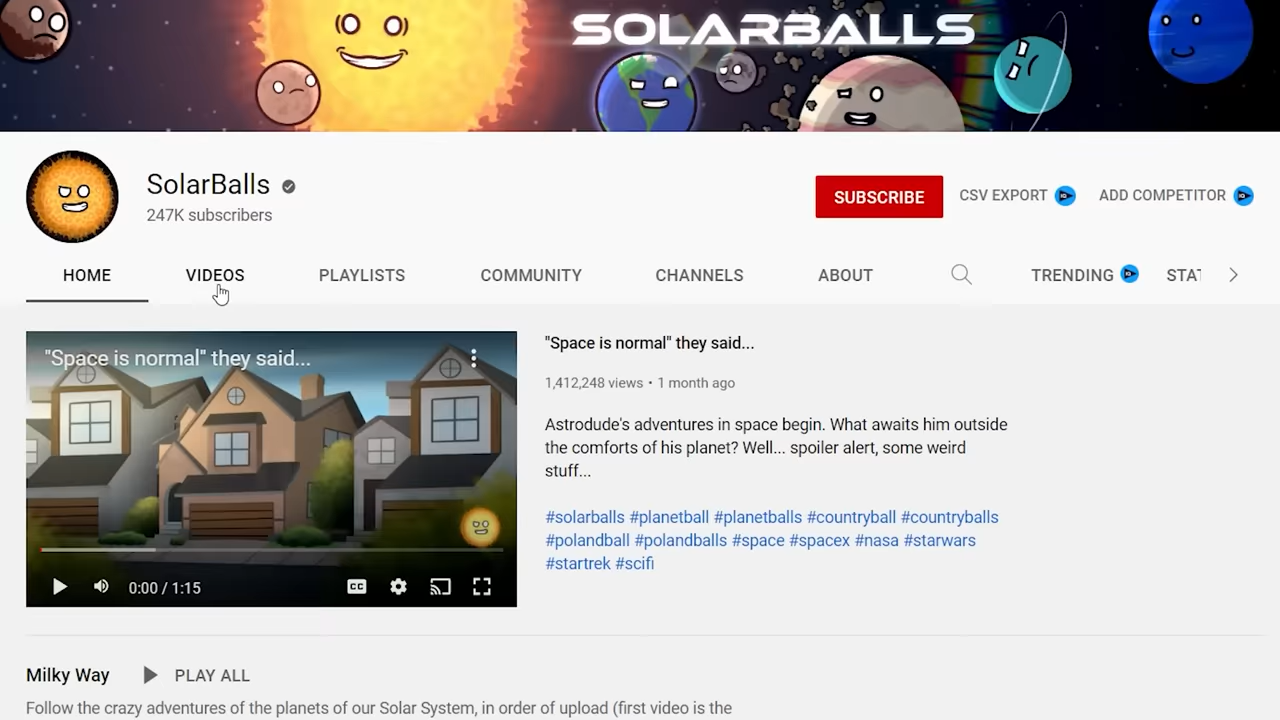 SOLARBALLS
SolarBalls
247K subscribers
SUBSCRIBE
CSV EXPORT
ADD COMPETITOR
HOME
VIDEOS
PLAYLISTS
COMMUNITY
CHANNELS
ABOUT
TRENDING
STAT
"Space is normal" they said...
0:00 / 1:15
CC
"Space is normal" they said...
1,412,248 views • 1 month ago
Astrodude's adventures in space begin. What awaits him outside
the comforts of his planet? Well... spoiler alert, some weird
stuff...
#solarballs #planetball #planetballs #countryball #countryballs
#polandball #polandballs #space #spacex #nasa #starwars
#startrek #scifi
Milky Way
PLAY ALL
Follow the crazy adventures of the planets of our Solar System, in order of upload (first video is the